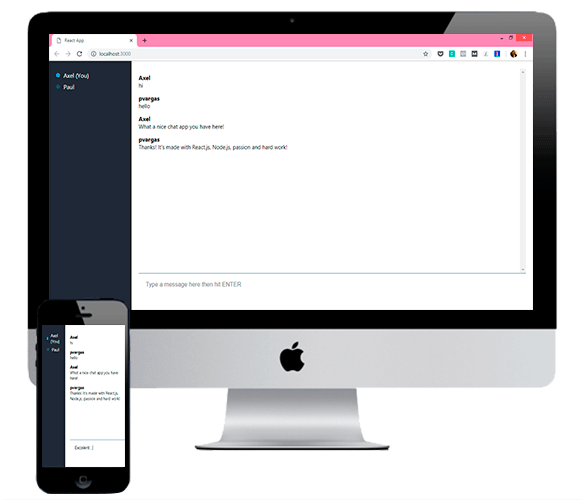 React App
localhost:3000
Axel (You)
Paul
Axel
hi
pvargas
hello
Axel
What a nice chat app you have here!
pvargas
Thanks! It's made with React.js, Node.js, passion and hard work!
Type a message here then hit ENTER
Axel
(You)
Paul
Axel
hi
pvargas
hello
Axel
What a nice chat app you have
here!
pvargas
Thanks! It's made with React.js,
Node.js, passion and hard work!